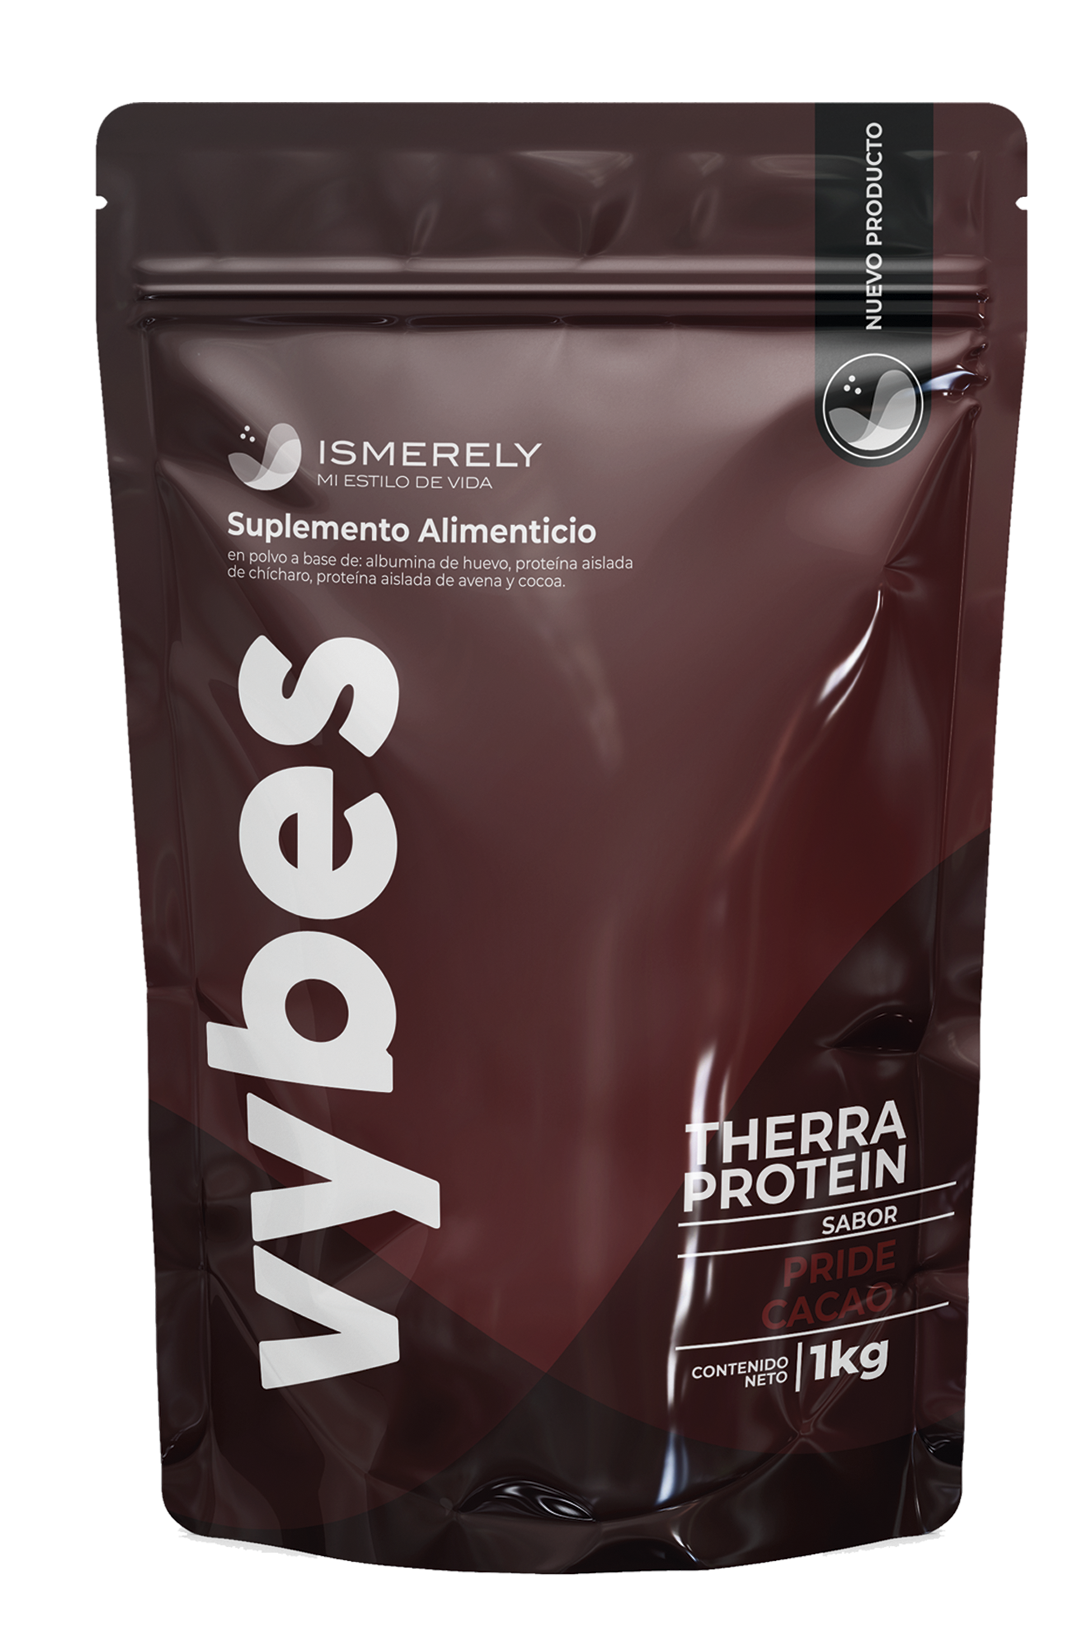 NUEVO PRODUCTO
ISMERELY
MI ESTILO DE VIDA
Suplemento Alimenticio
en polvo a base de: albumina de huevo, proteína aislada
de chícharo, proteína aislada de avena y cocoa.
vybes
THERRA
PROTEIN
SABOR
PRIDE
CACAO
CONTENIDO
NETO
1kg